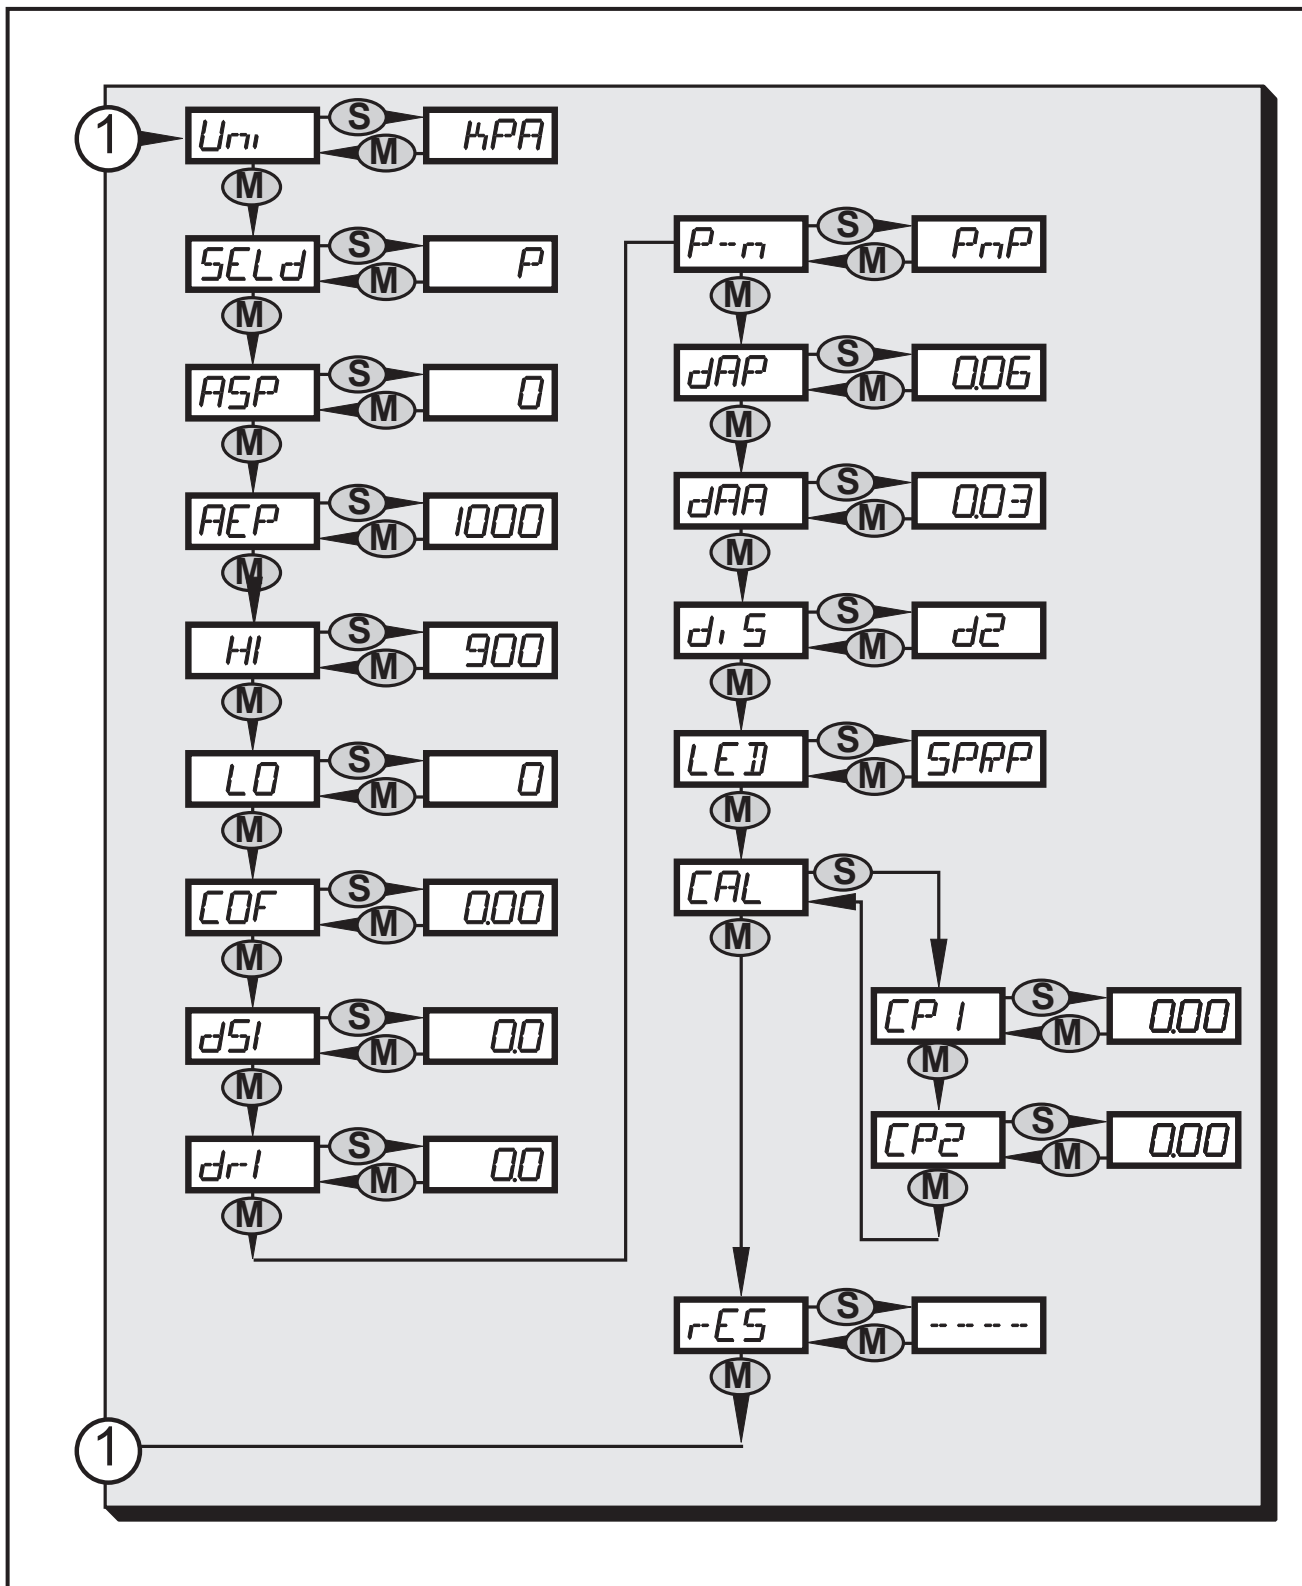 1 Uni S kPA
M
M
SELd S P
M
M
ASP S 0
M
M
AEP S 1000
M
M
HI S 900
M
M
LO S 0
M
M
COF S 0.00
M
M
dS1 S 0.0
M
M
dr1 S 0.0
M
M
P-n S PnP
M
M
dAP S 0.06
M
M
dAA S 0.03
M
M
diS S d2
M
M
LED S SPAP
M
M
CAL S
M
CP1 S 0.00
M
M
CP2 S 0.00
M
M
rES S ----
M
M
1